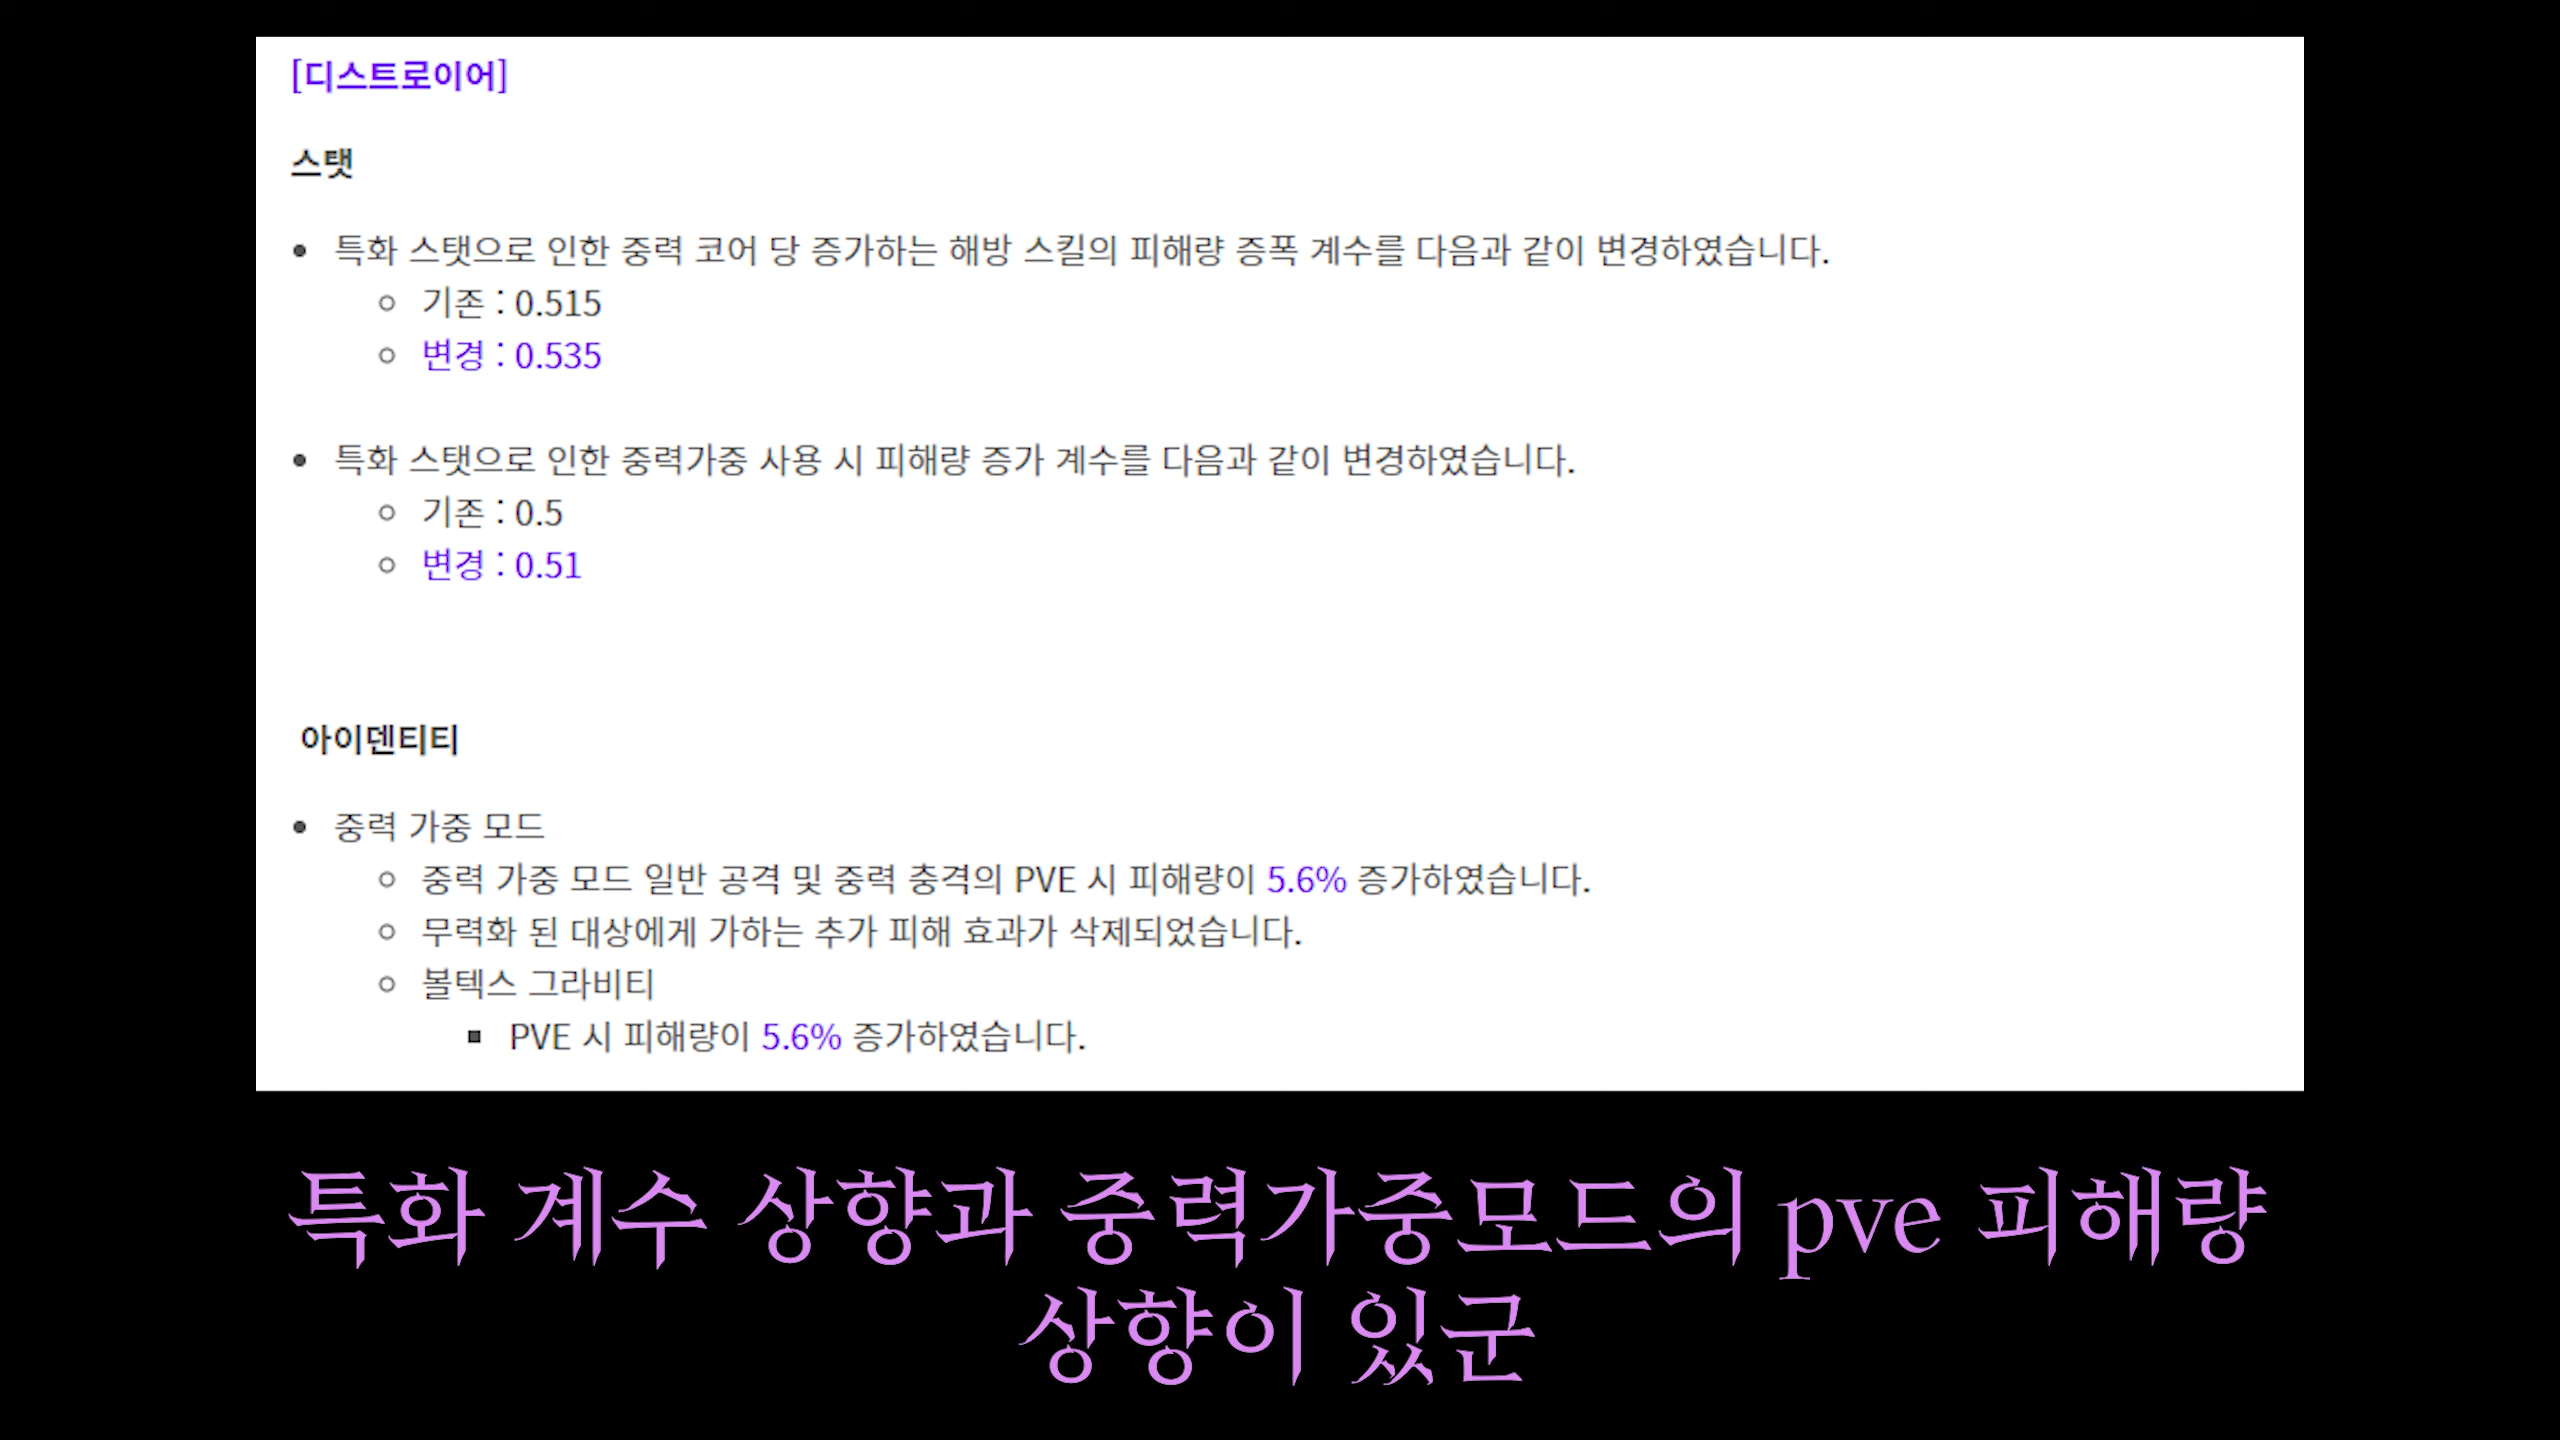 [디스트로이어]
스탯
특화 스탯으로 인한 중력 코어 당 증가하는 해방 스킬의 피해량 증폭 계수를 다음과 같이 변경하였습니다.
기존 : 0.515
변경 : 0.535
특화 스탯으로 인한 중력가중 사용 시 피해량 증가 계수를 다음과 같이 변경하였습니다.
기존 : 0.5
변경 : 0.51
아이덴티티
중력 가중 모드
중력 가중 모드 일반 공격 및 중력 충격의 PVE 시 피해량이 5.6% 증가하였습니다.
무력화 된 대상에게 가하는 추가 피해 효과가 삭제되었습니다.
볼텍스 그라비티
PVE 시 피해량이 5.6% 증가하였습니다.
특화 계수 상향과 중력가중모드의 pve 피해량
상향이 있군